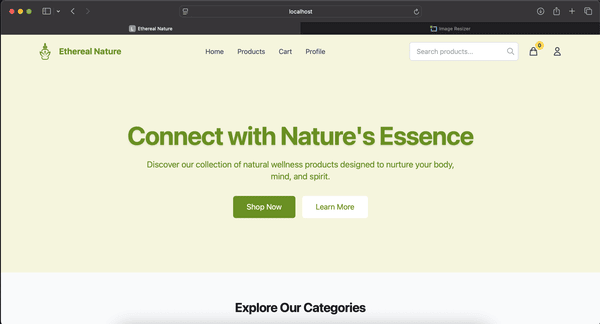 localhost
Ethereal Nature
Image Resizer
Ethereal Nature
Home Products Cart Profile
Search products...
0
Connect with Nature's Essence
Discover our collection of natural wellness products designed to nurture your body,
mind, and spirit.
Shop Now Learn More
Explore Our Categories